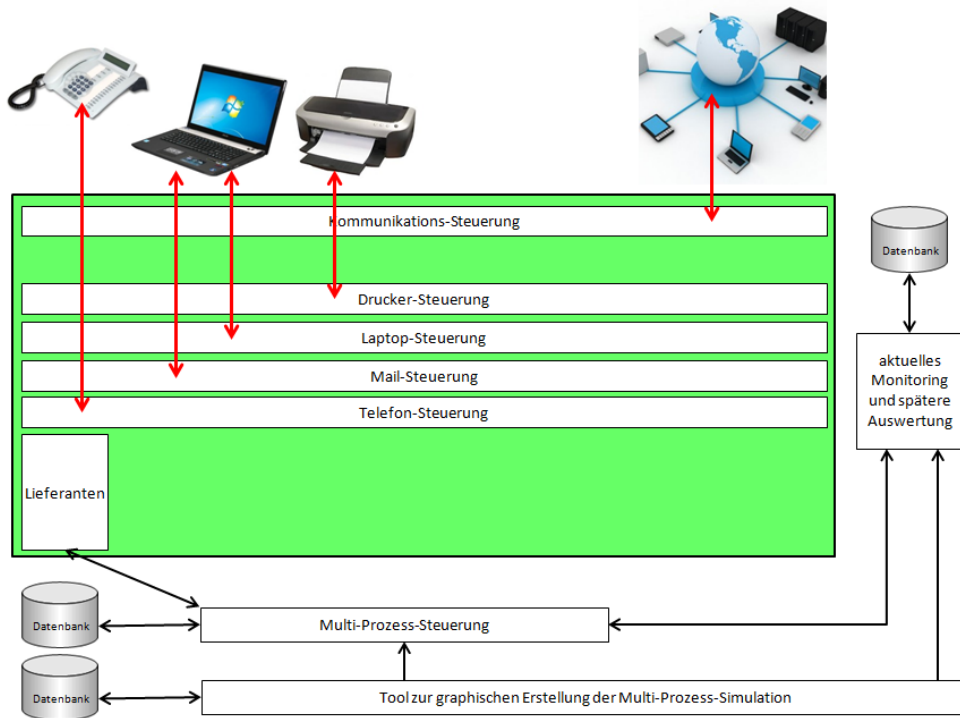 Kommunikations-Steuerung
Datenbank
Drucker-Steuerung
Laptop-Steuerung
Mail-Steuerung
Telefon-Steuerung
aktuelles
Monitoring
und spätere
Auswertung
Lieferanten
Datenbank
Multi-Prozess-Steuerung
Datenbank
Tool zur graphischen Erstellung der Multi-Prozess-Simulation